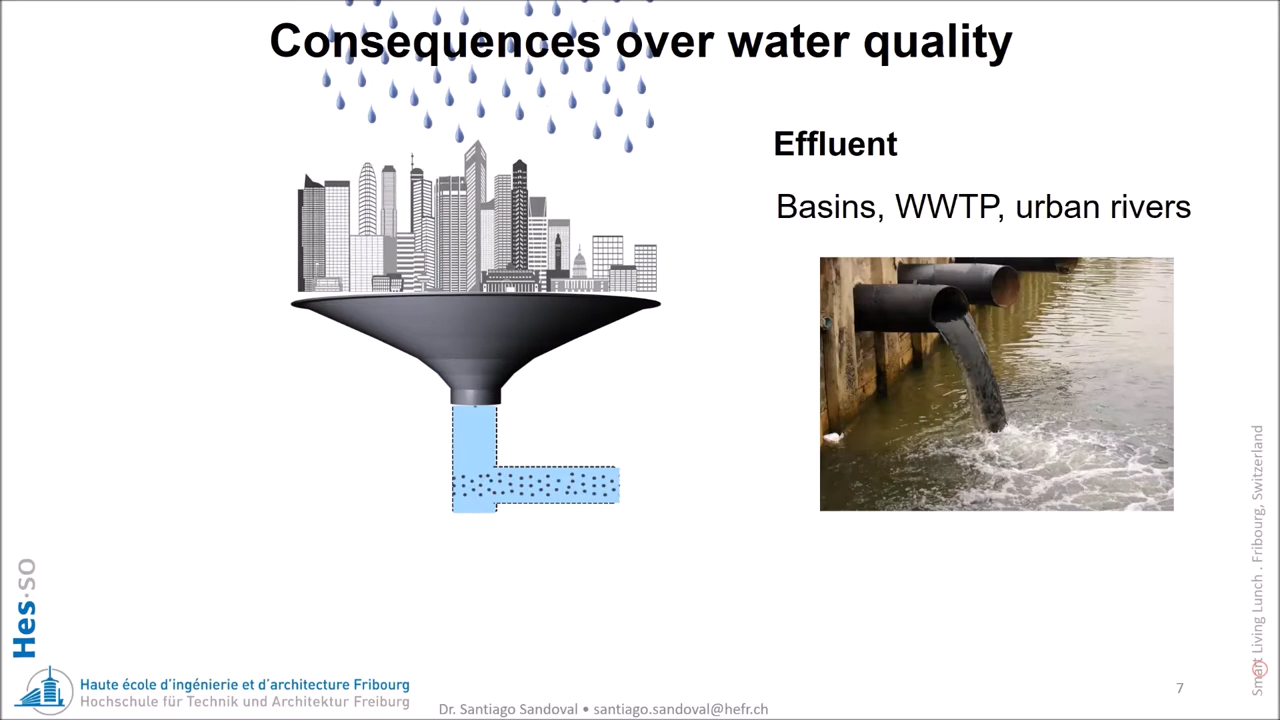 Consequences over water quality
Effluent
Basins, WWTP, urban rivers
Smart Living Lunch . Fribourg, Switzerland
Hes·SO
Haute école d'ingénierie et d'architecture Fribourg
Hochschule für Technik und Architektur Freiburg
Dr. Santiago Sandoval • santiago.sandoval@hefr.ch
7